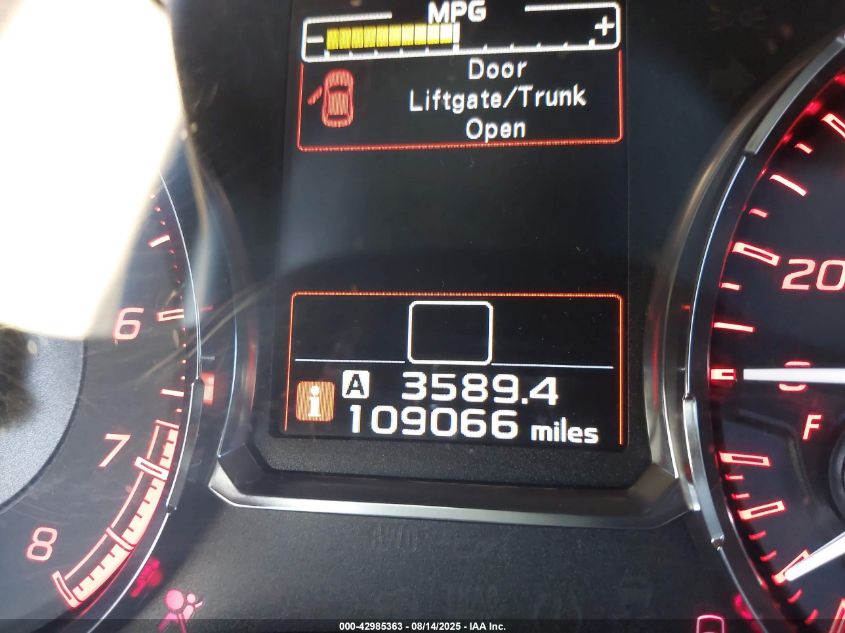 MPG
− +
Door
Liftgate/Trunk
Open
6
7
8
20
F
i A 3589.4
109066 miles
000-42985363 - 08/14/2025 - IAA Inc.